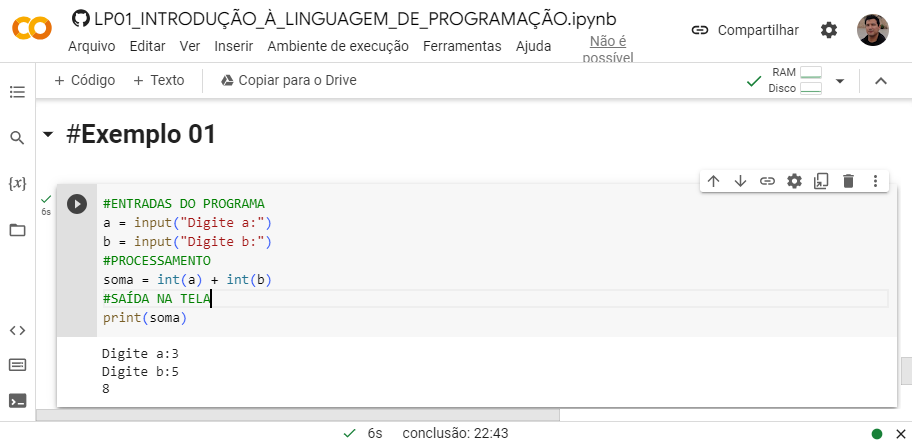 LP01_INTRODUÇÃO_À_LINGUAGEM_DE_PROGRAMAÇÃO.ipynb
Arquivo Editar Ver Inserir Ambiente de execução Ferramentas Ajuda
Não é
possível
Compartilhar
+ Código + Texto Copiar para o Drive
RAM
Disco
#Exemplo 01
6s
#ENTRADAS DO PROGRAMA
a = input("Digite a:")
b = input("Digite b:")
#PROCESSAMENTO
soma = int(a) + int(b)
#SAÍDA NA TELA
print(soma)
Digite a:3
Digite b:5
8
{x}
<>
6s conclusão: 22:43